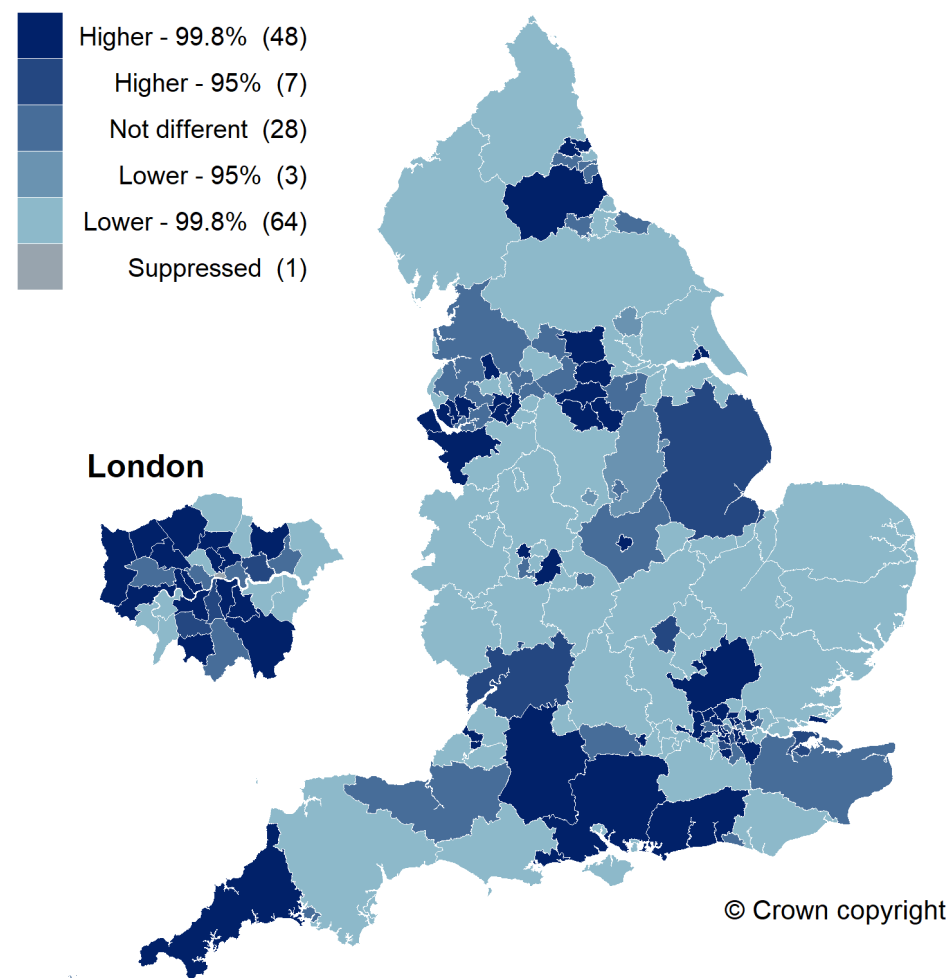 Higher - 99.8% (48)
Higher - 95% (7)
Not different (28)
Lower - 95% (3)
Lower - 99.8% (64)
Suppressed (1)
London
© Crown copyright